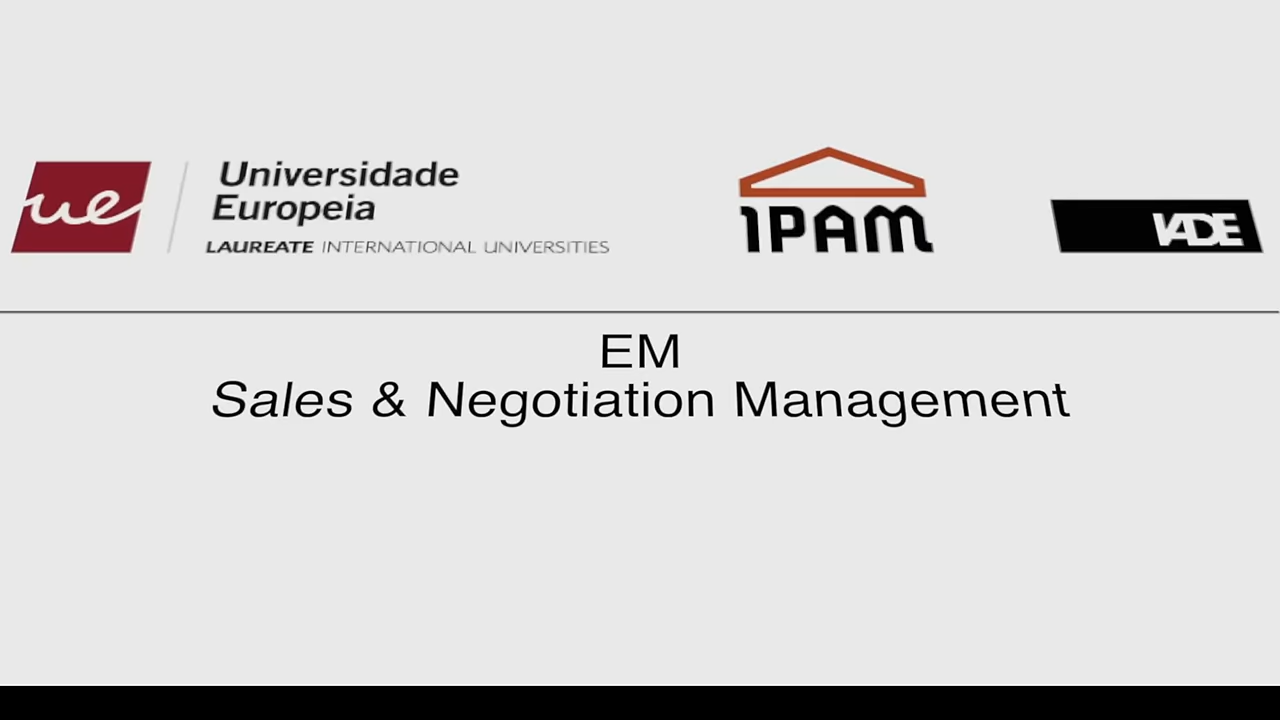 ue
Universidade
Europeia
LAUREATE INTERNATIONAL UNIVERSITIES
IPAM
IADE
EM
Sales & Negotiation Management